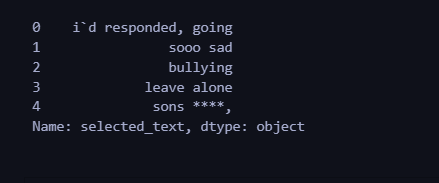 0    i`d responded, going
1                sooo sad
2                bullying
3             leave alone
4              sons ****,
Name: selected_text, dtype: object